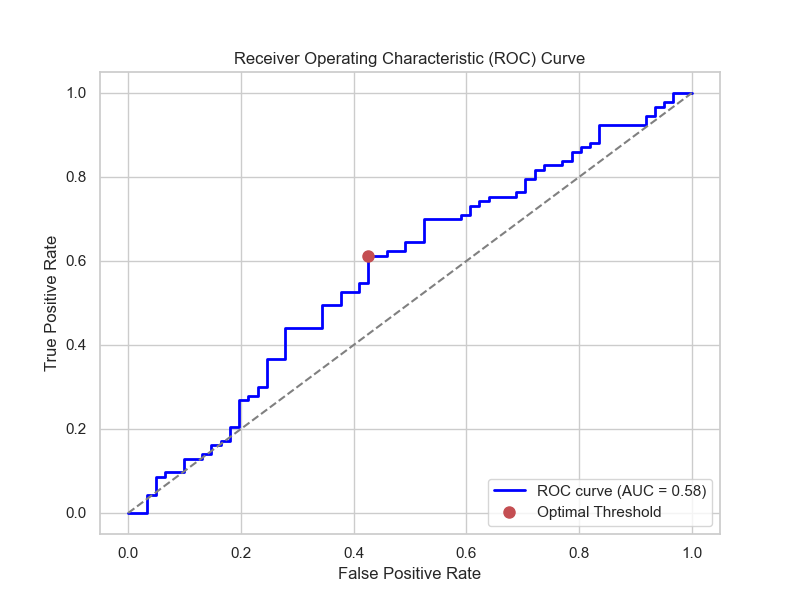 Receiver Operating Characteristic (ROC) Curve
True Positive Rate
1.0
0.8
0.6
0.4
0.2
0.0
0.0 0.2 0.4 0.6 0.8 1.0
False Positive Rate
ROC curve (AUC = 0.58)
Optimal Threshold